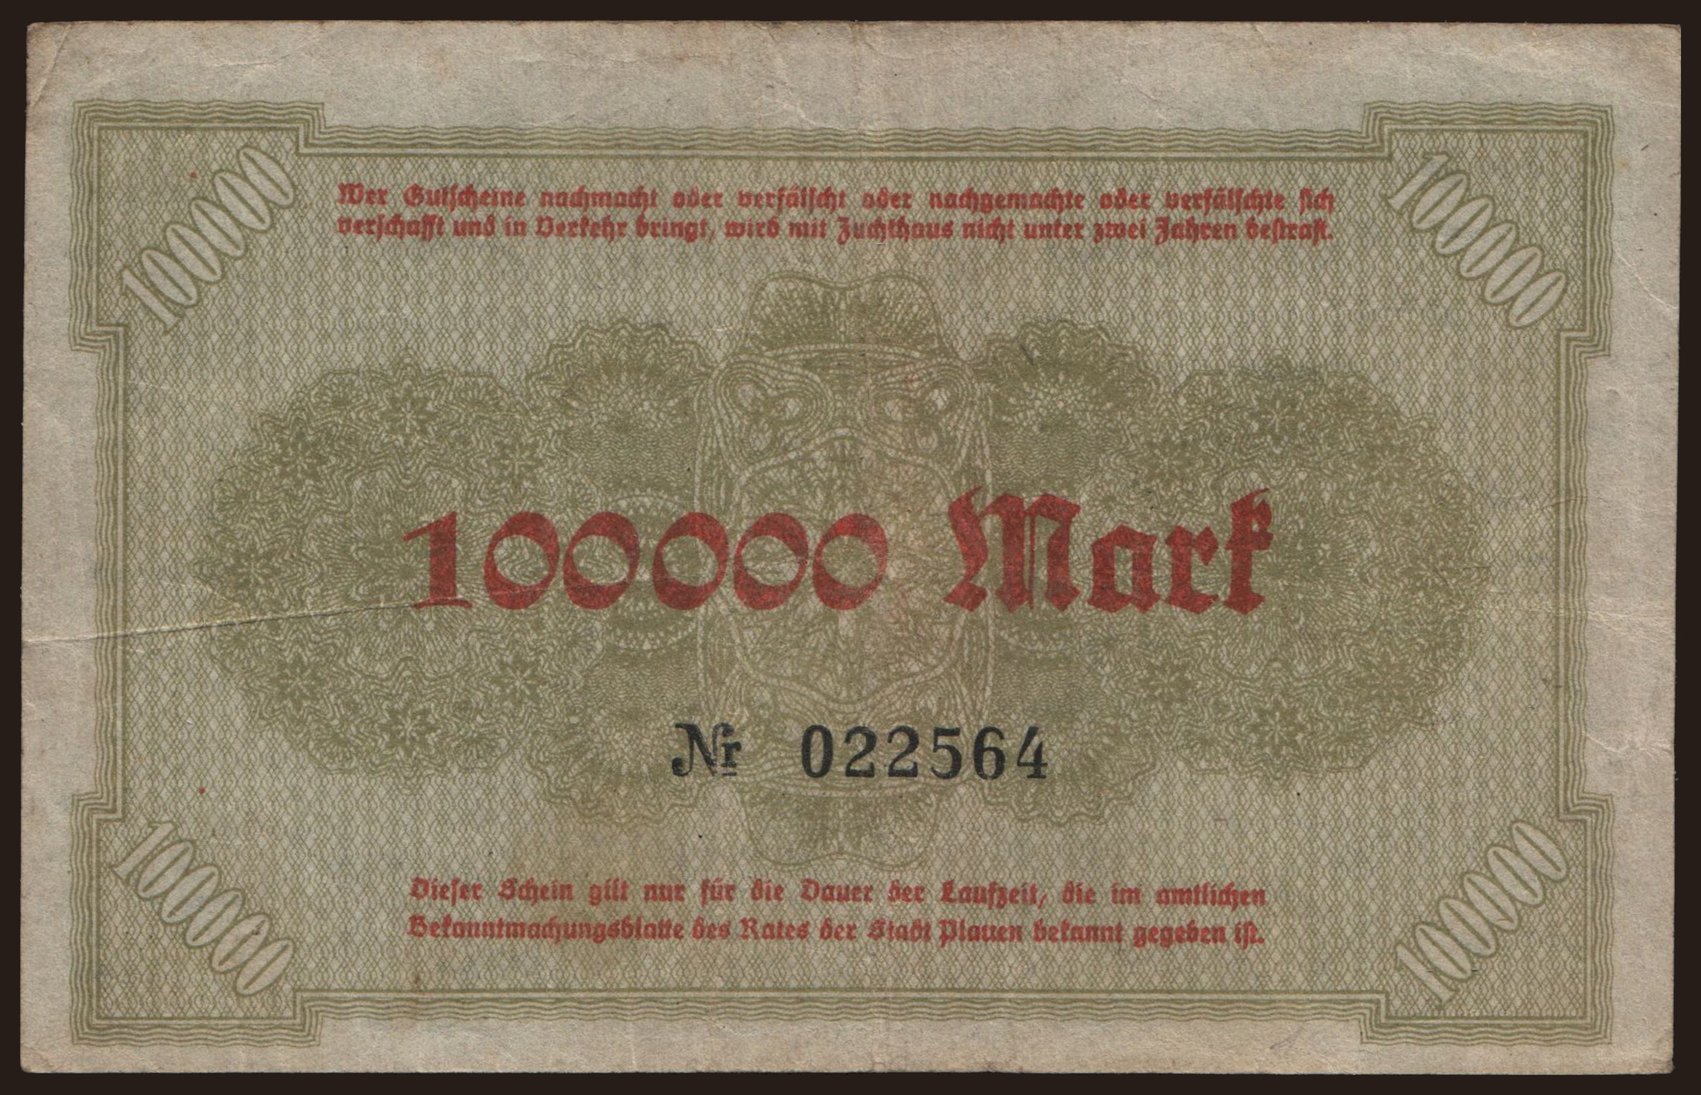 100000
100000
Wer Gutscheine nachmacht oder verfälscht oder nachgemachte oder verfälschte sich
verschafft und in Verkehr bringt, wird mit Zuchthaus nicht unter zwei Jahren bestraft.
100000 Mark
Nr 022564
Dieser Schein gilt nur für die Dauer der Laufzeit, die im amtlichen
Bekanntmachungsblatte des Rates der Stadt Plauen bekannt gegeben ist.
100000
100000